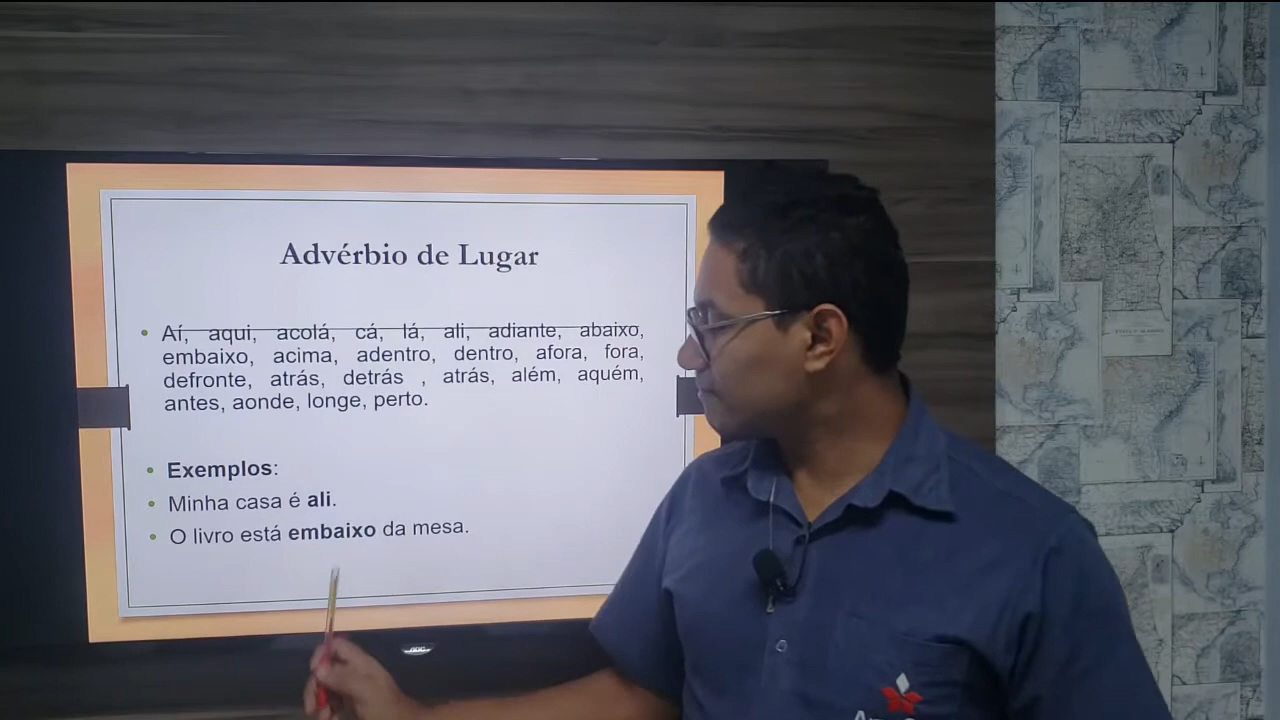 Advérbio de Lugar
Aí, aqui, acolá, cá, lá, ali, adiante, abaixo,
embaixo, acima, adentro, dentro, afora, fora,
defronte, atrás, detrás , atrás, além, aquém,
antes, aonde, longe, perto.
Exemplos:
Minha casa é ali.
O livro está embaixo da mesa.
AOC